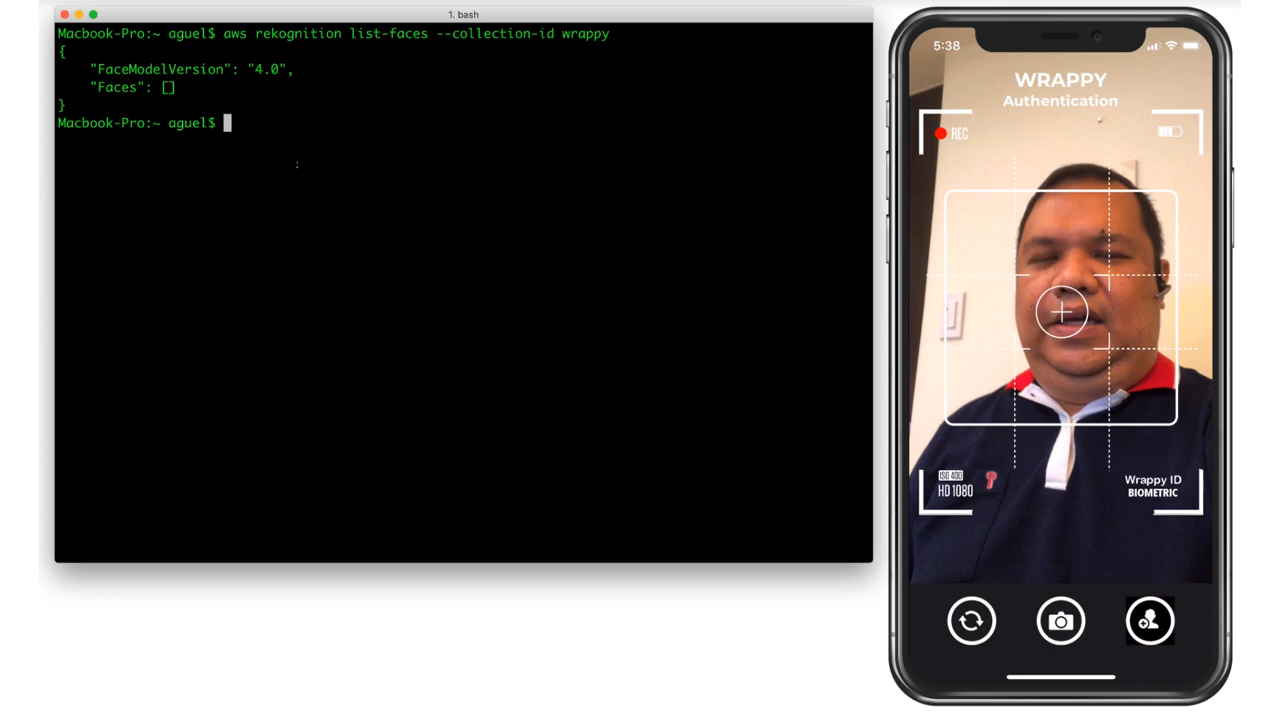 1. bash
Macbook-Pro:~ aguel$ aws rekognition list-faces --collection-id wrappy
{
"FaceModelVersion": "4.0",
"Faces": []
}
Macbook-Pro:~ aguel$
5:38
WRAPPY
Authentication
REC
ISO 400
HD 1080
Wrappy ID
BIOMETRIC